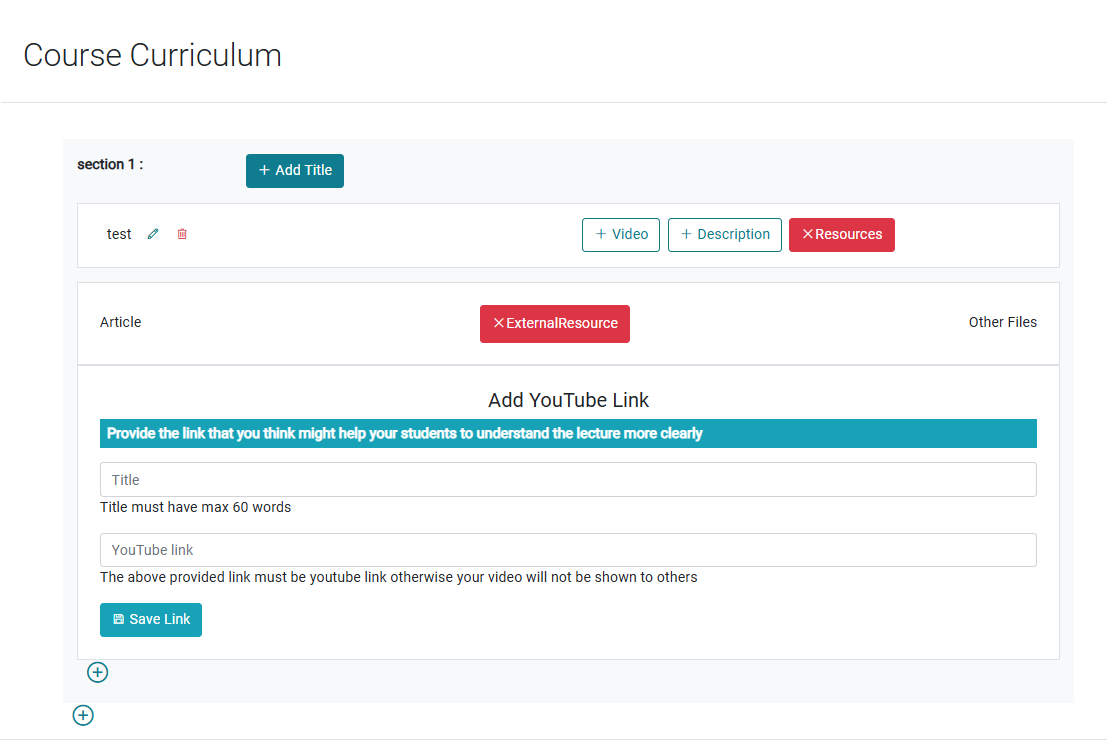 Course Curriculum
section 1 :
+ Add Title
test
+ Video
+ Description
×Resources
Article
×ExternalResource
Other Files
Add YouTube Link
Provide the link that you think might help your students to understand the lecture more clearly
Title
Title must have max 60 words
YouTube link
The above provided link must be youtube link otherwise your video will not be shown to others
Save Link